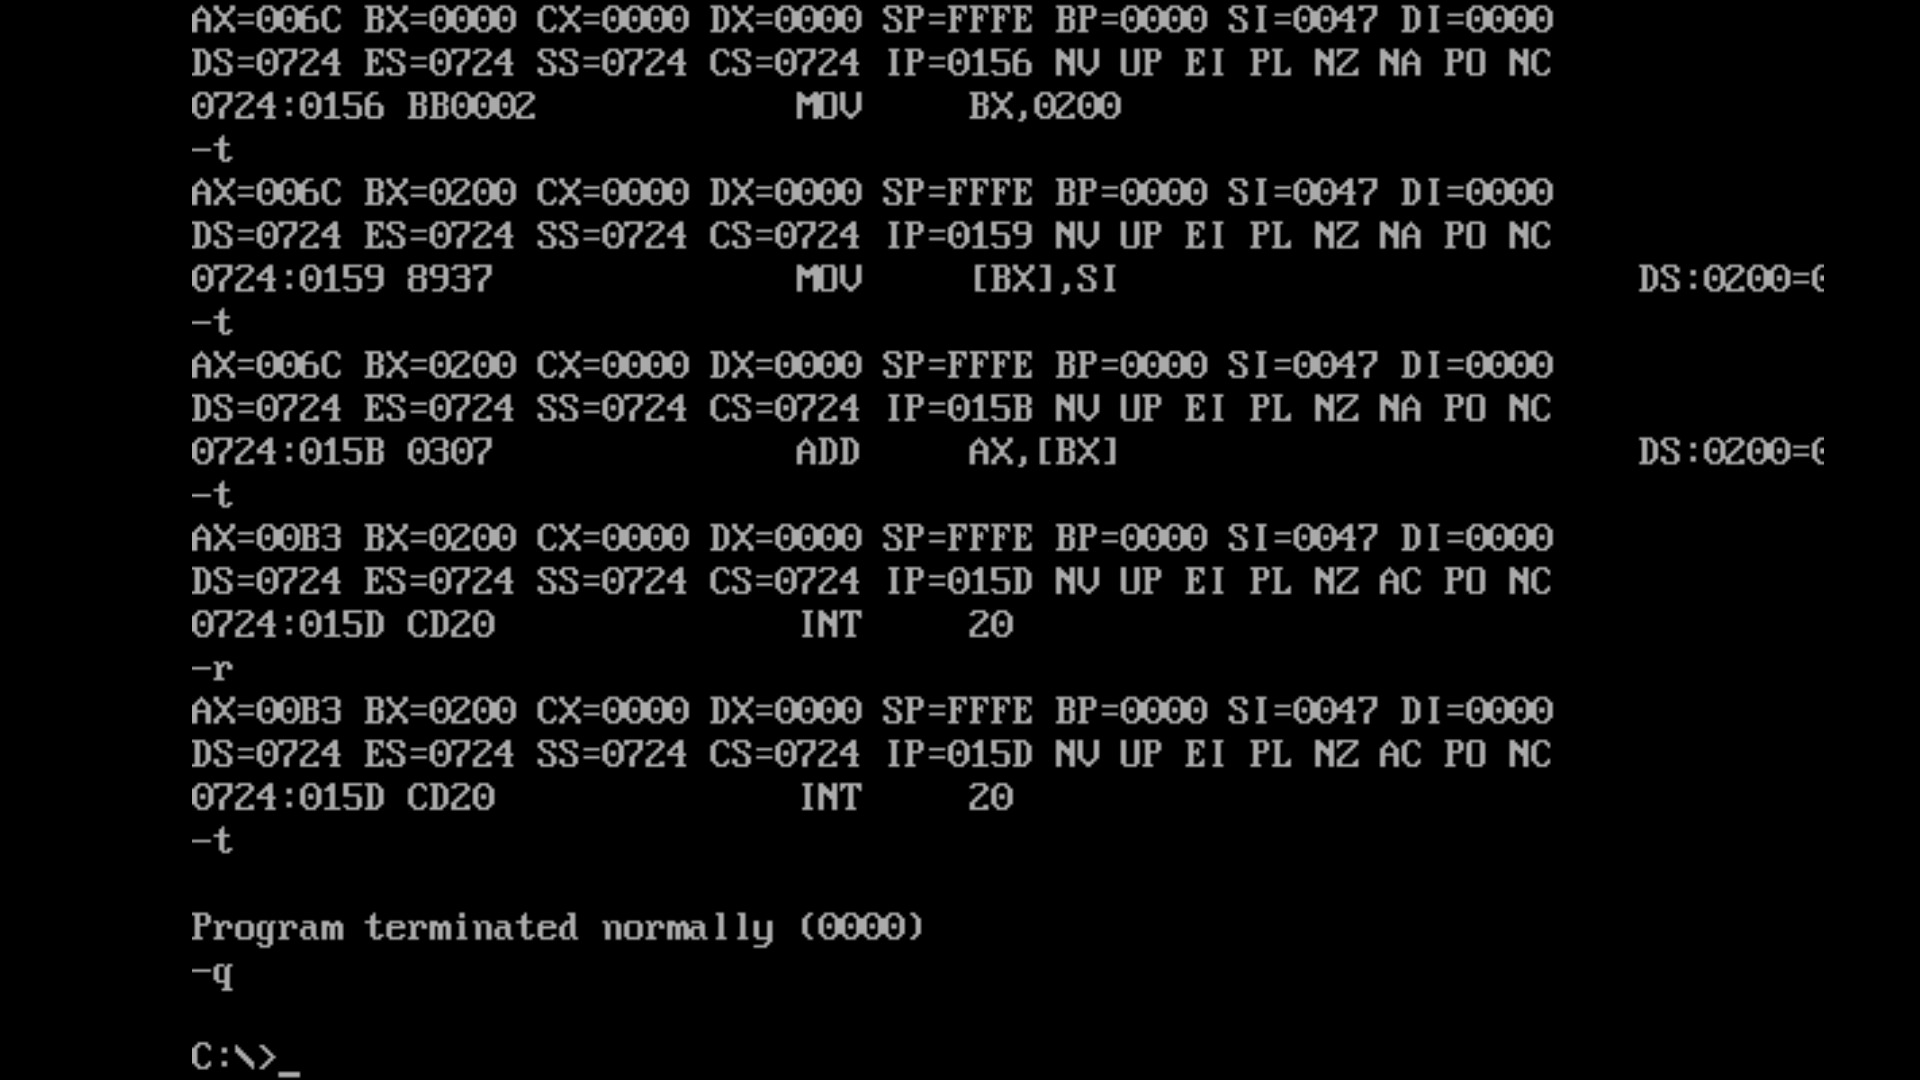 AX=006C BX=0000 CX=0000 DX=0000 SP=FFFE BP=0000 SI=0047 DI=0000
DS=0724 ES=0724 SS=0724 CS=0724 IP=0156 NV UP EI PL NZ NA PO NC
0724:0156 BB0002 MOV BX,0200
-t
AX=006C BX=0200 CX=0000 DX=0000 SP=FFFE BP=0000 SI=0047 DI=0000
DS=0724 ES=0724 SS=0724 CS=0724 IP=0159 NV UP EI PL NZ NA PO NC
0724:0159 8937 MOV [BX],SI DS:0200=0
-t
AX=006C BX=0200 CX=0000 DX=0000 SP=FFFE BP=0000 SI=0047 DI=0000
DS=0724 ES=0724 SS=0724 CS=0724 IP=015B NV UP EI PL NZ NA PO NC
0724:015B 0307 ADD AX,[BX] DS:0200=0
-t
AX=00B3 BX=0200 CX=0000 DX=0000 SP=FFFE BP=0000 SI=0047 DI=0000
DS=0724 ES=0724 SS=0724 CS=0724 IP=015D NV UP EI PL NZ AC PO NC
0724:015D CD20 INT 20
-r
AX=00B3 BX=0200 CX=0000 DX=0000 SP=FFFE BP=0000 SI=0047 DI=0000
DS=0724 ES=0724 SS=0724 CS=0724 IP=015D NV UP EI PL NZ AC PO NC
0724:015D CD20 INT 20
-t
Program terminated normally (0000)
-q
C:\>_